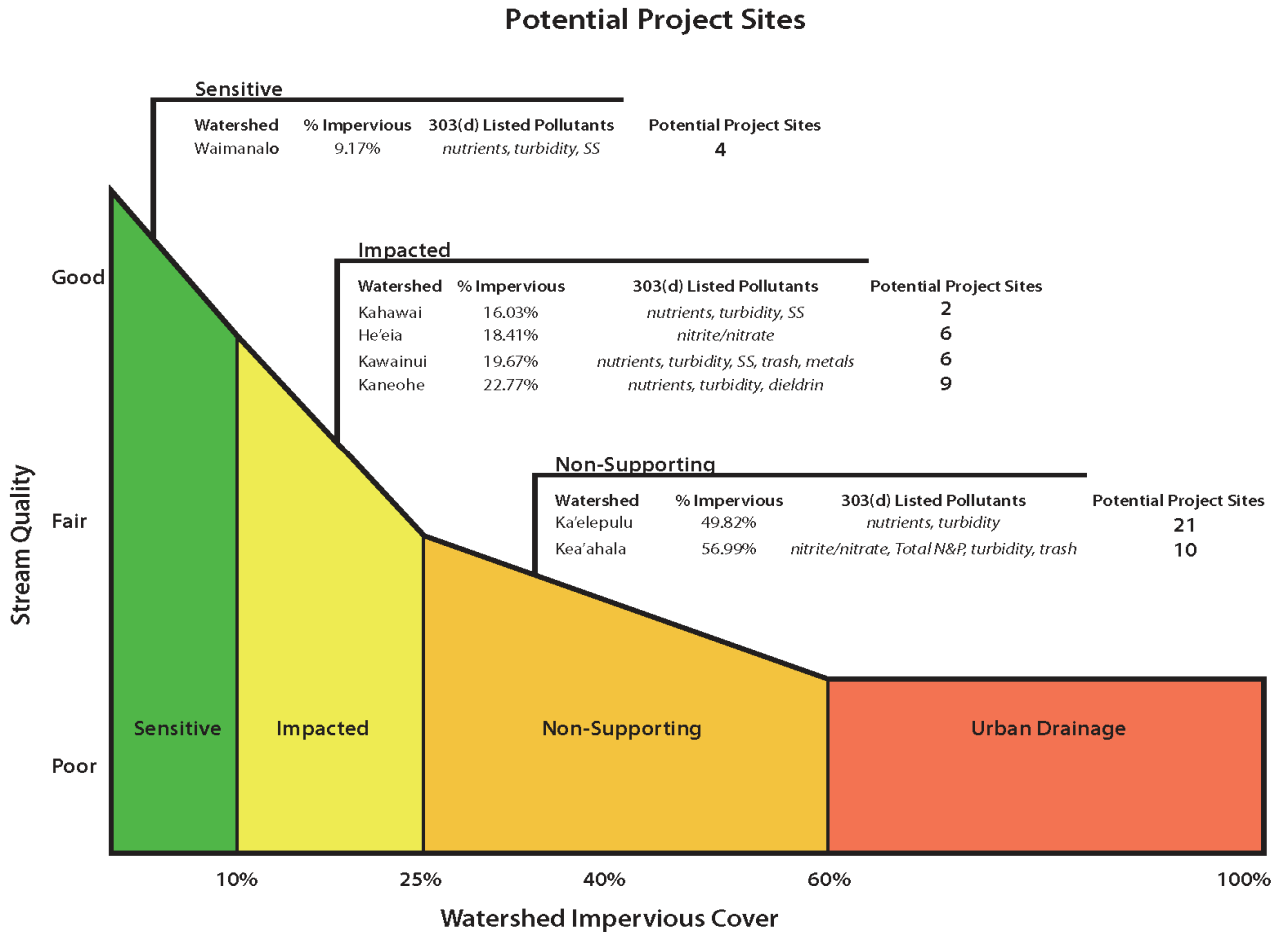 Potential Project Sites
Sensitive
Watershed % Impervious 303(d) Listed Pollutants Potential Project Sites
Waimanalo 9.17% nutrients, turbidity, SS 4
Good
Impacted
Watershed % Impervious 303(d) Listed Pollutants Potential Project Sites
Kahawai 16.03% nutrients, turbidity, SS 2
He'eia 18.41% nitrite/nitrate 6
Kawainui 19.67% nutrients, turbidity, SS, trash, metals 6
Kaneohe 22.77% nutrients, turbidity, dieldrin 9
Non-Supporting
Watershed % Impervious 303(d) Listed Pollutants Potential Project Sites
Ka'elepulu 49.82% nutrients, turbidity 21
Kea'ahala 56.99% nitrite/nitrate, Total N&P, turbidity, trash 10
Stream Quality
Fair
Sensitive Impacted Non-Supporting Urban Drainage
Poor
10% 25% 40% 60% 100%
Watershed Impervious Cover